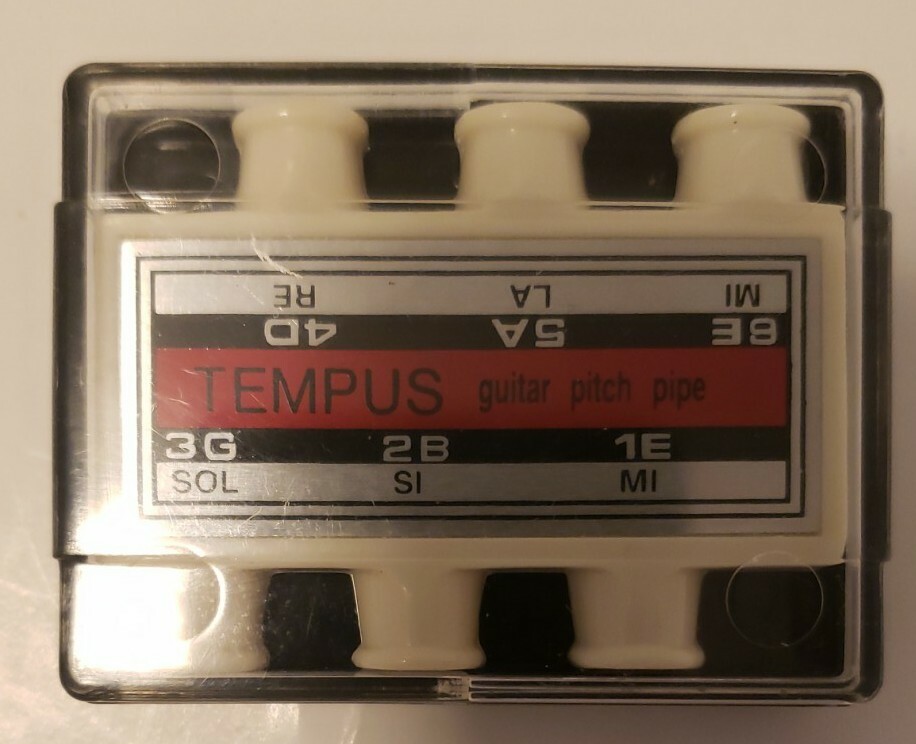 RE LA MI
4D 5A 6E
TEMPUS guitar pitch pipe
3G 2B 1E
SOL SI MI